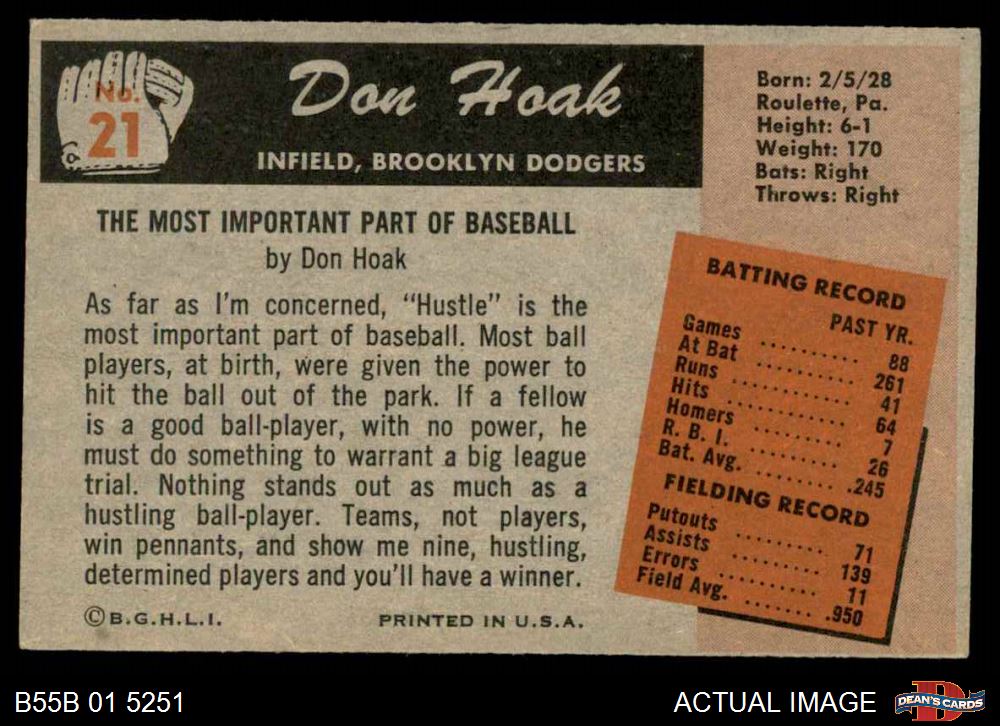 No.
21
Don Hoak
INFIELD, BROOKLYN DODGERS
Born: 2/5/28
Roulette, Pa.
Height: 6-1
Weight: 170
Bats: Right
Throws: Right
THE MOST IMPORTANT PART OF BASEBALL
by Don Hoak
As far as I'm concerned, "Hustle" is the
most important part of baseball. Most ball
players, at birth, were given the power to
hit the ball out of the park. If a fellow
is a good ball-player, with no power, he
must do something to warrant a big league
trial. Nothing stands out as much as a
hustling ball-player. Teams, not players,
win pennants, and show me nine, hustling,
determined players and you'll have a winner.
©B.G.H.L.I.
PRINTED IN U.S.A.
BATTING RECORD
PAST YR.
Games .......... 88
At Bat .......... 261
Runs .......... 41
Hits .......... 64
Homers .......... 7
R. B. I. .......... 26
Bat. Avg. ........ .245
FIELDING RECORD
Putouts .......... 71
Assists .......... 139
Errors .......... 11
Field Avg. ....... .950
B55B 01 5251
ACTUAL IMAGE
D
DEAN'S CARDS